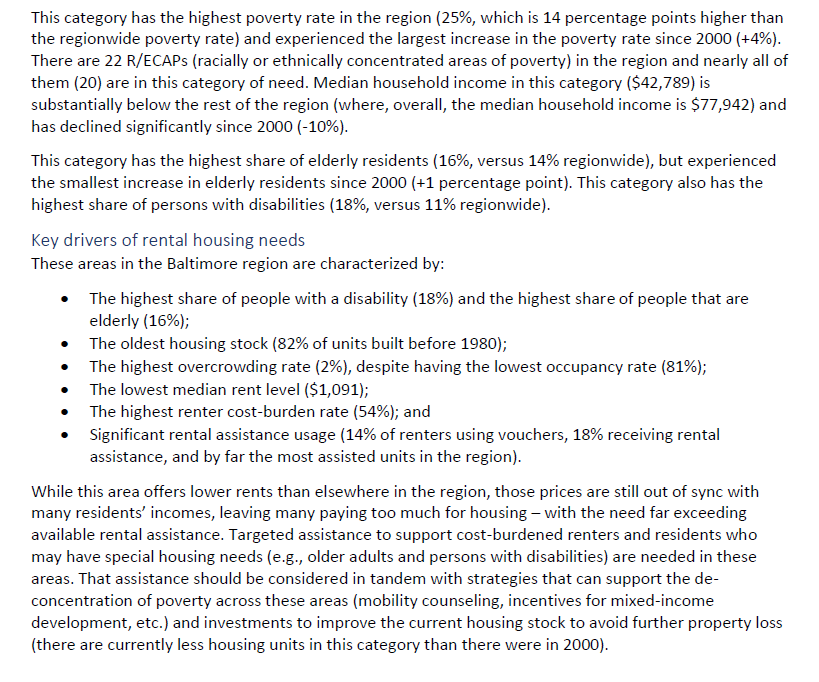 This category has the highest poverty rate in the region (25%, which is 14 percentage points higher than
the regionwide poverty rate) and experienced the largest increase in the poverty rate since 2000 (+4%).
There are 22 R/ECAPs (racially or ethnically concentrated areas of poverty) in the region and nearly all of
them (20) are in this category of need. Median household income in this category ($42,789) is
substantially below the rest of the region (where, overall, the median household income is $77,942) and
has declined significantly since 2000 (-10%).
This category has the highest share of elderly residents (16%, versus 14% regionwide), but experienced
the smallest increase in elderly residents since 2000 (+1 percentage point). This category also has the
highest share of persons with disabilities (18%, versus 11% regionwide).
Key drivers of rental housing needs
These areas in the Baltimore region are characterized by:
• The highest share of people with a disability (18%) and the highest share of people that are
elderly (16%);
• The oldest housing stock (82% of units built before 1980);
• The highest overcrowding rate (2%), despite having the lowest occupancy rate (81%);
• The lowest median rent level ($1,091);
• The highest renter cost-burden rate (54%); and
• Significant rental assistance usage (14% of renters using vouchers, 18% receiving rental
assistance, and by far the most assisted units in the region).
While this area offers lower rents than elsewhere in the region, those prices are still out of sync with
many residents’ incomes, leaving many paying too much for housing – with the need far exceeding
available rental assistance. Targeted assistance to support cost-burdened renters and residents who
may have special housing needs (e.g., older adults and persons with disabilities) are needed in these
areas. That assistance should be considered in tandem with strategies that can support the de-
concentration of poverty across these areas (mobility counseling, incentives for mixed-income
development, etc.) and investments to improve the current housing stock to avoid further property loss
(there are currently less housing units in this category than there were in 2000).